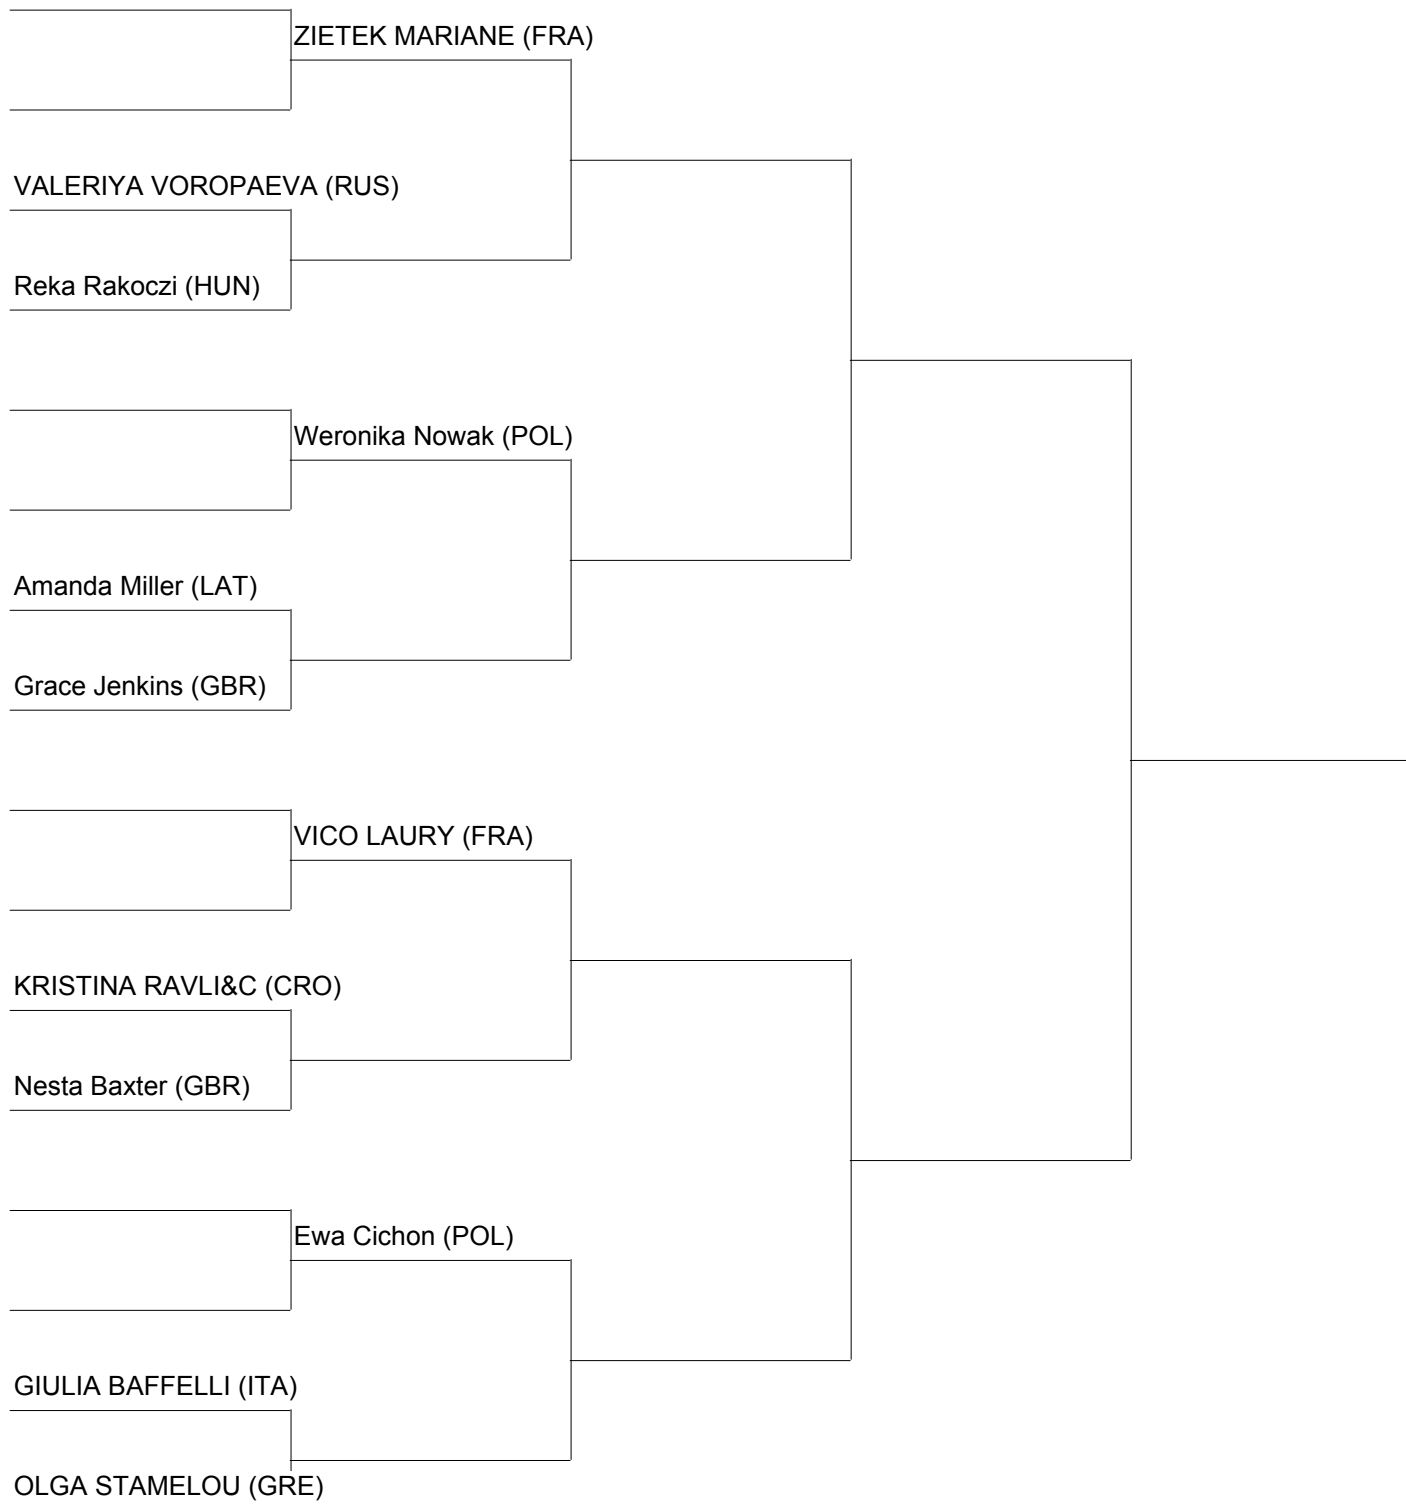 ZIETEK MARIANE (FRA)
VALERIYA VOROPAEVA (RUS)
Reka Rakoczi (HUN)
Weronika Nowak (POL)
Amanda Miller (LAT)
Grace Jenkins (GBR)
VICO LAURY (FRA)
KRISTINA RAVLI&C (CRO)
Nesta Baxter (GBR)
Ewa Cichon (POL)
GIULIA BAFFELLI (ITA)
OLGA STAMELOU (GRE)